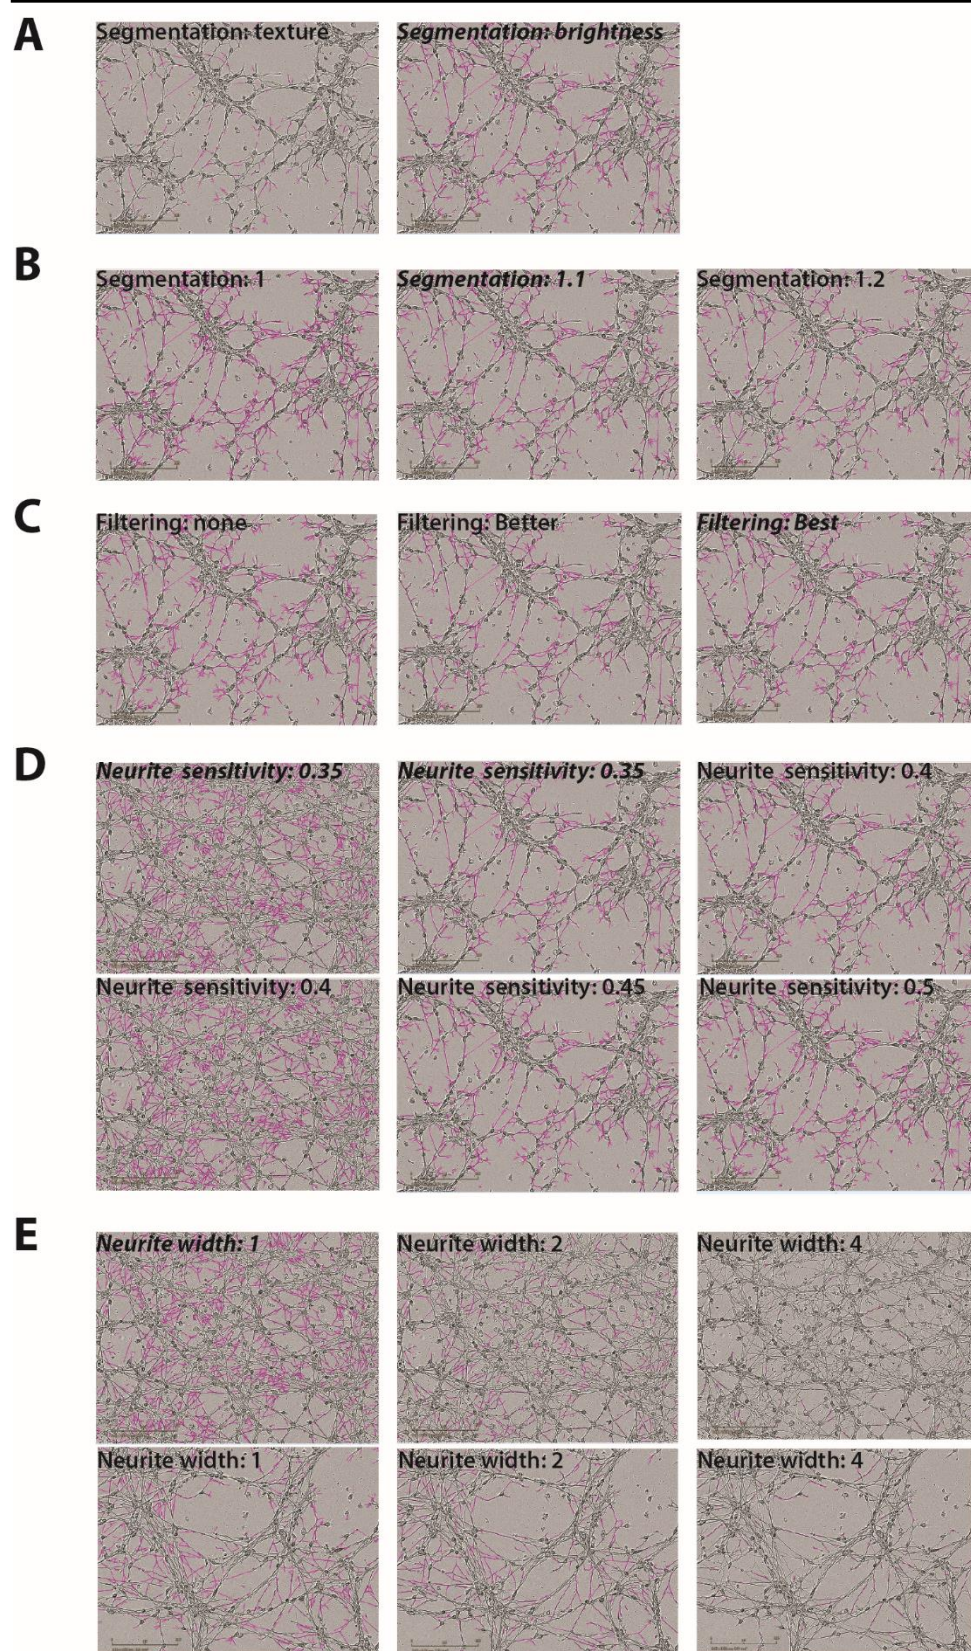 A
Segmentation: texture
Segmentation: brightness
B
Segmentation: 1
Segmentation: 1.1
Segmentation: 1.2
C
Filtering: none
Filtering: Better
Filtering: Best
D
Neurite sensitivity: 0.35
Neurite sensitivity: 0.35
Neurite sensitivity: 0.4
Neurite sensitivity: 0.4
Neurite sensitivity: 0.45
Neurite sensitivity: 0.5
E
Neurite width: 1
Neurite width: 2
Neurite width: 4
Neurite width: 1
Neurite width: 2
Neurite width: 4